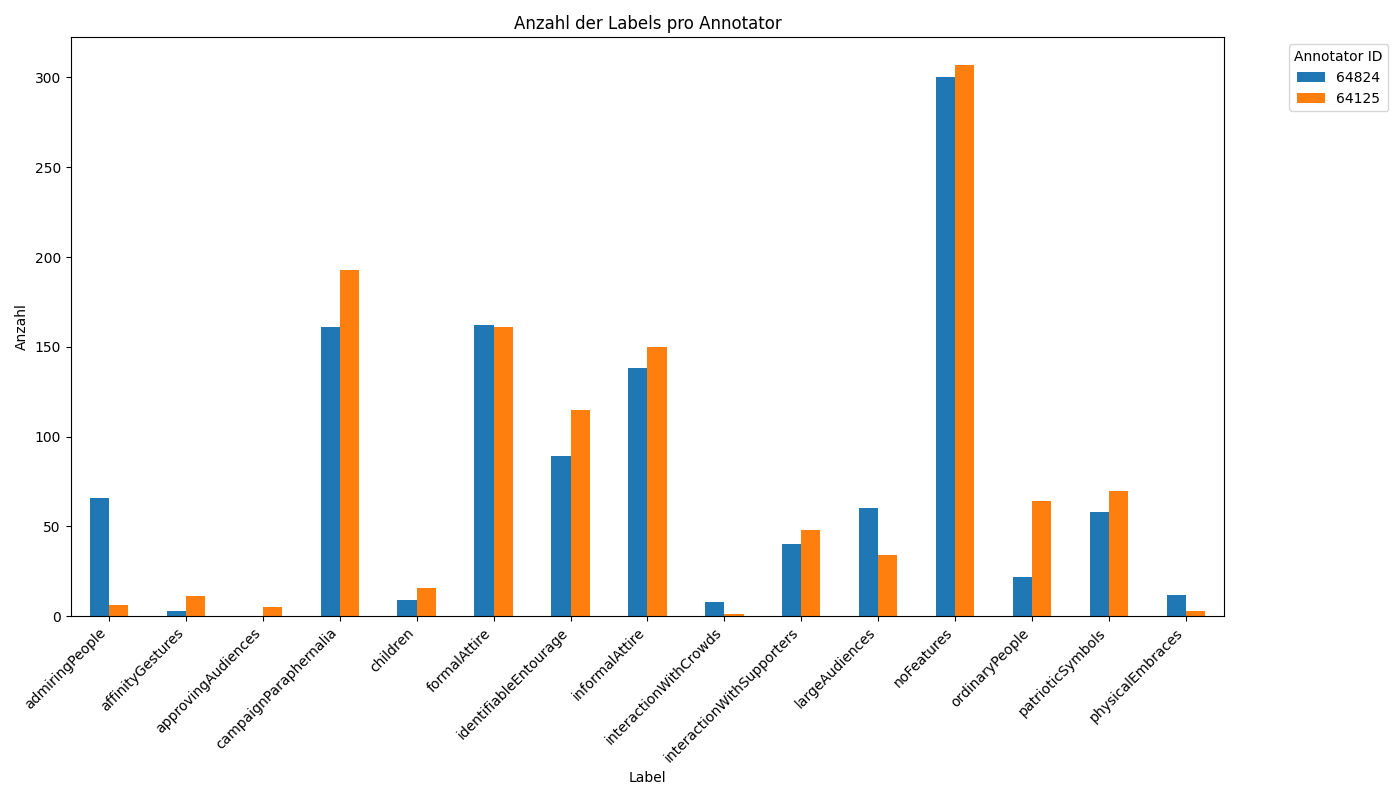 Anzahl der Labels pro Annotator
Annotator ID
64824
64125
Anzahl
300
250
200
150
100
50
0
admiringPeople
affinityGestures
approvingAudiences
campaignParaphernalia
children
formalAttire
identifiableEntourage
informalAttire
interactionWithCrowds
interactionWithSupporters
largeAudiences
noFeatures
ordinaryPeople
patrioticSymbols
physicalEmbraces
Label